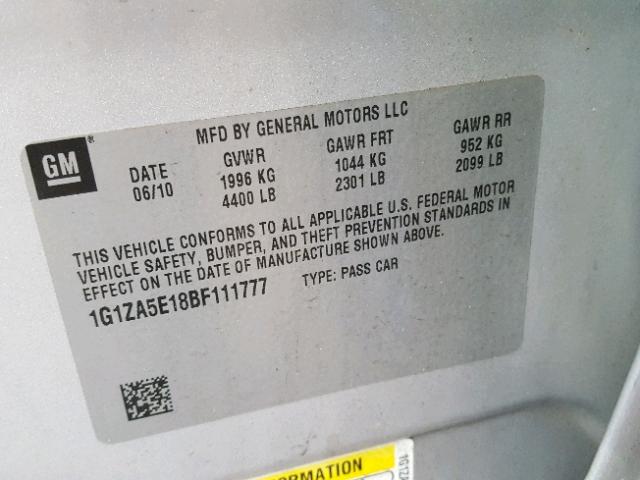 MFD BY GENERAL MOTORS LLC
GM®
DATE GVWR GAWR FRT GAWR RR
06/10 1996 KG 1044 KG 952 KG
4400 LB 2301 LB 2099 LB
THIS VEHICLE CONFORMS TO ALL APPLICABLE U.S. FEDERAL MOTOR
VEHICLE SAFETY, BUMPER, AND THEFT PREVENTION STANDARDS IN
EFFECT ON THE DATE OF MANUFACTURE SHOWN ABOVE.
1G1ZA5E18BF111777 TYPE: PASS CAR
FORMATION